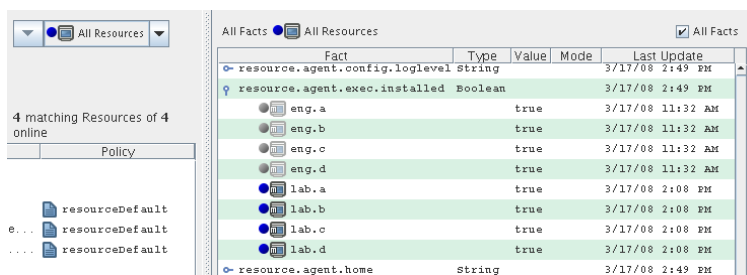 All Resources
4 matching Resources of 4
online
Policy
resourceDefault
e... resourceDefault
.... resourceDefault
All Facts All Resources
All Facts
Fact Type Value Mode Last Update
resource.agent.config.loglevel String 3/17/08 2:49 PM
resource.agent.exec.installed Boolean 3/17/08 2:49 PM
eng.a true 3/17/08 11:32 AM
eng.b true 3/17/08 11:32 AM
eng.c true 3/17/08 11:32 AM
eng.d true 3/17/08 11:32 AM
lab.a true 3/17/08 2:08 PM
lab.b true 3/17/08 2:08 PM
lab.c true 3/17/08 2:08 PM
lab.d true 3/17/08 2:08 PM
resource.agent.home String 3/17/08 2:49 PM